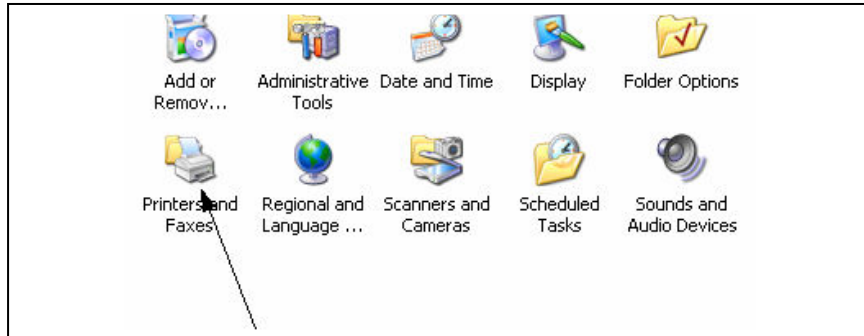 Add or Remov...
Administrative Tools
Date and Time
Display
Folder Options
Printers and Faxes
Regional and Language ...
Scanners and Cameras
Scheduled Tasks
Sounds and Audio Devices